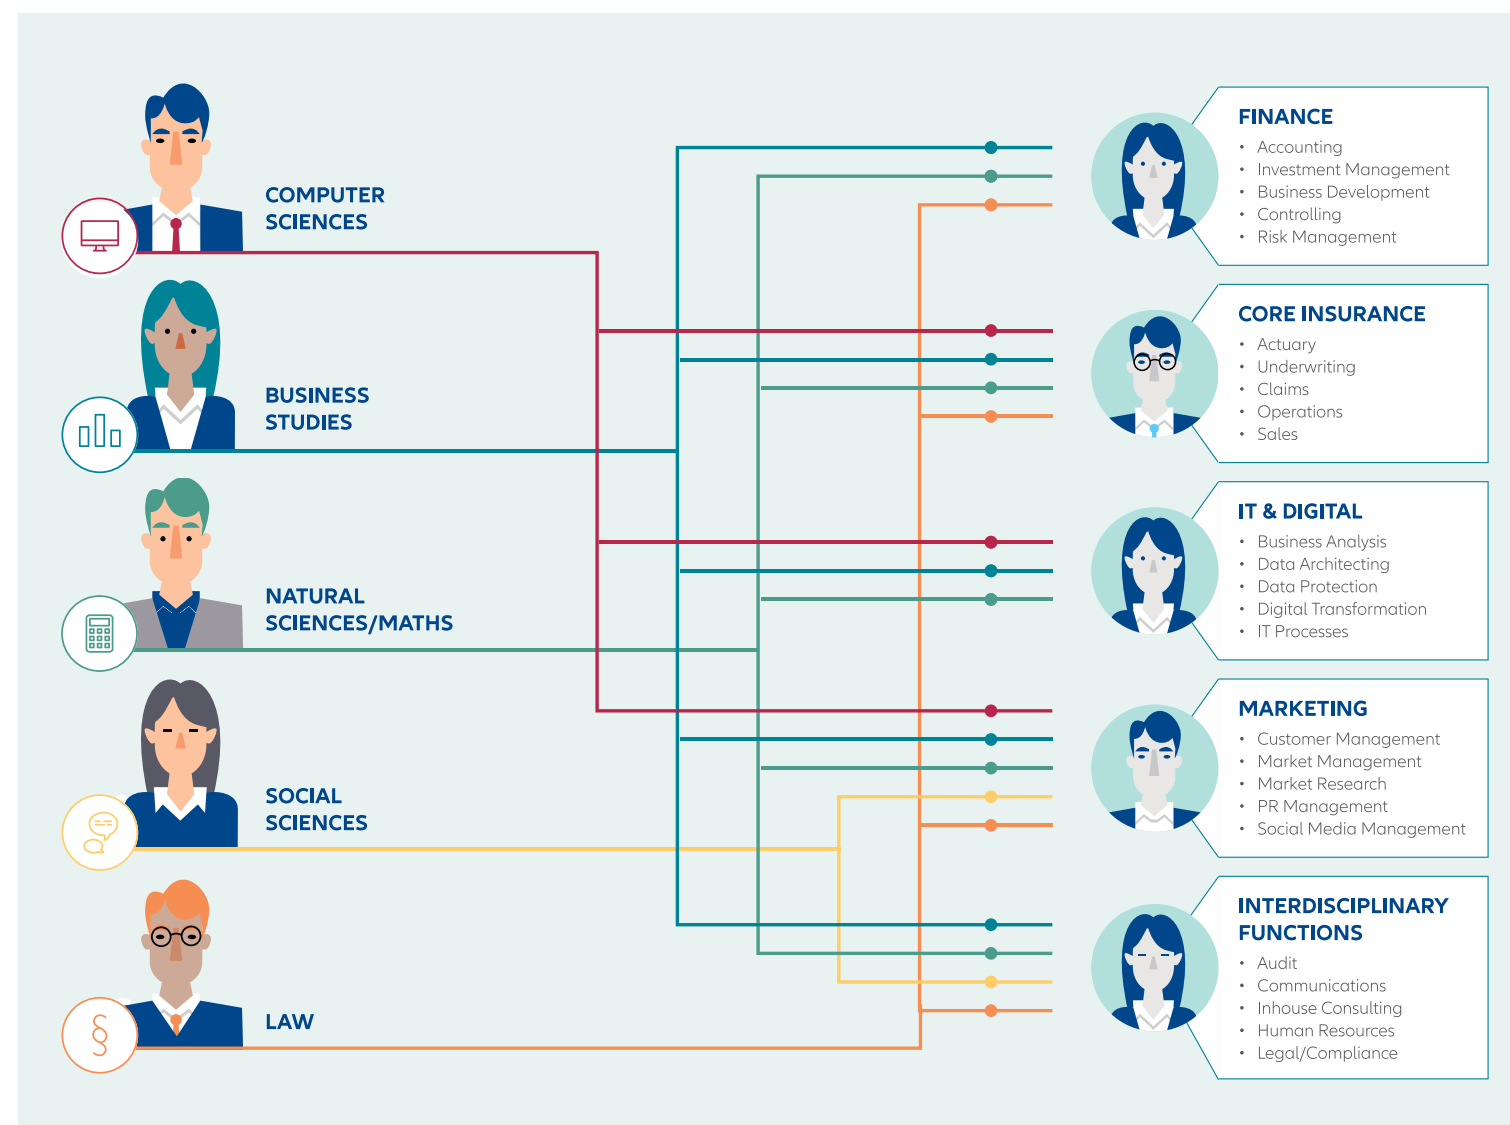 COMPUTER
SCIENCES
BUSINESS
STUDIES
NATURAL
SCIENCES/MATHS
SOCIAL
SCIENCES
§
LAW
FINANCE
• Accounting
• Investment Management
• Business Development
• Controlling
• Risk Management
CORE INSURANCE
• Actuary
• Underwriting
• Claims
• Operations
• Sales
IT & DIGITAL
• Business Analysis
• Data Architecting
• Data Protection
• Digital Transformation
• IT Processes
MARKETING
• Customer Management
• Market Management
• Market Research
• PR Management
• Social Media Management
INTERDISCIPLINARY
FUNCTIONS
• Audit
• Communications
• Inhouse Consulting
• Human Resources
• Legal/Compliance